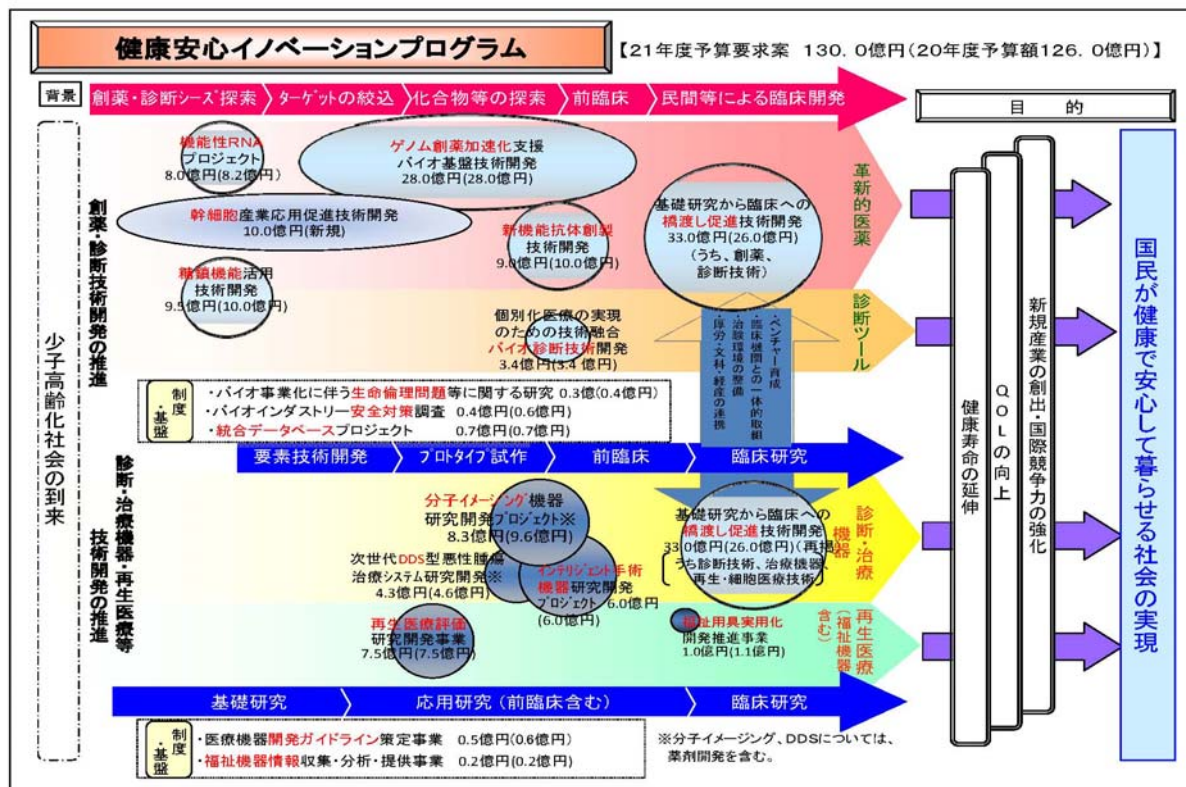 健康安心イノベーションプログラム
【21年度予算要求案 130.0億円(20年度予算額126.0億円)】
背景
創薬・診断シーズ探索
ターゲットの絞込
化合物等の探索
前臨床
民間等による臨床開発
目的
少子高齢化社会の到来
創薬・診断技術開発の推進
機能性RNA
プロジェクト
8.0億円(8.2億円)
ゲノム創薬加速化支援
バイオ基盤技術開発
28.0億円(28.0億円)
幹細胞産業応用促進技術開発
10.0億円(新規)
新機能抗体創製
技術開発
9.0億円(10.0億円)
基礎研究から臨床への
橋渡し促進技術開発
33.0億円(26.0億円)
(うち、創薬、
診断技術)
革新的医薬
糖鎖機能活用
技術開発
9.5億円(10.0億円)
個別化医療の実現
のための技術融合
バイオ診断技術開発
3.4億円(3.4億円)
診断ツール
・ベンチャー育成
・臨床機関との一体的取組
・治験環境の整備
・厚労・文科・経産の連携
制度
・基盤
・バイオ事業化に伴う生命倫理問題等に関する研究 0.3億(0.4億円)
・バイオインダストリー安全対策調査 0.4億円(0.6億円)
・統合データベースプロジェクト 0.7億円(0.7億円)
診断・治療機器・再生医療等
技術開発の推進
要素技術開発
プロトタイプ試作
前臨床
臨床研究
分子イメージング機器
研究開発プロジェクト※
8.3億円(9.6億円)
次世代DDS型悪性腫瘍
治療システム研究開発※
4.3億円(4.6億円)
インテリジェント手術
機器研究開発
プロジェクト 6.0億円
(6.0億円)
基礎研究から臨床への
橋渡し促進技術開発
33.0億円(26.0億円)(再掲)
うち診断技術、治療機器、
再生・細胞医療技術
診断・治療
機器
再生医療評価
研究開発事業
7.5億円(7.5億円)
福祉用具実用化
開発推進事業
1.0億円(1.1億円)
再生医療
(福祉機器
含む)
基礎研究
応用研究(前臨床含む)
臨床研究
制度
・基盤
・医療機器開発ガイドライン策定事業 0.5億円(0.6億円)
・福祉機器情報収集・分析・提供事業 0.2億円(0.2億円)
※分子イメージング、DDSについては、
薬剤開発を含む。
健康寿命の延伸
QOLの向上
新規産業の創出・国際競争力の強化
国民が健康で安心して暮らせる社会の実現